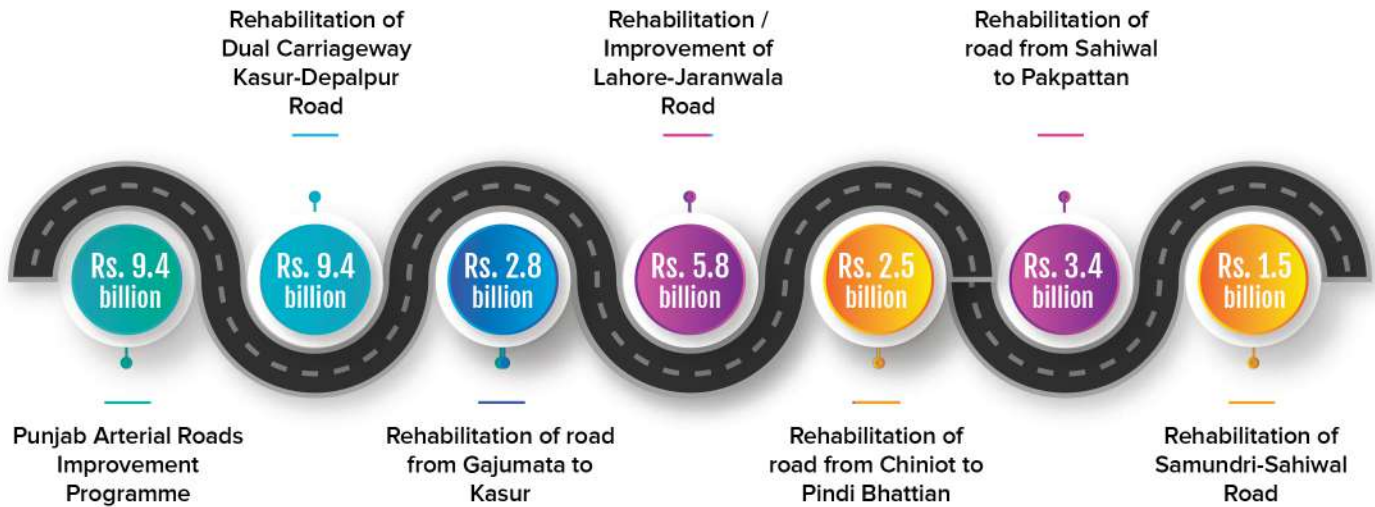 Rehabilitation of
Dual Carriageway
Kasur-Depalpur
Road
Rehabilitation /
Improvement of
Lahore-Jaranwala
Road
Rehabilitation of
road from Sahiwal
to Pakpattan
Rs. 9.4
billion
Rs. 9.4
billion
Rs. 2.8
billion
Rs. 5.8
billion
Rs. 2.5
billion
Rs. 3.4
billion
Rs. 1.5
billion
Punjab Arterial Roads
Improvement
Programme
Rehabilitation of road
from Gajumata to
Kasur
Rehabilitation of
road from Chiniot to
Pindi Bhattian
Rehabilitation of
Samundri-Sahiwal
Road